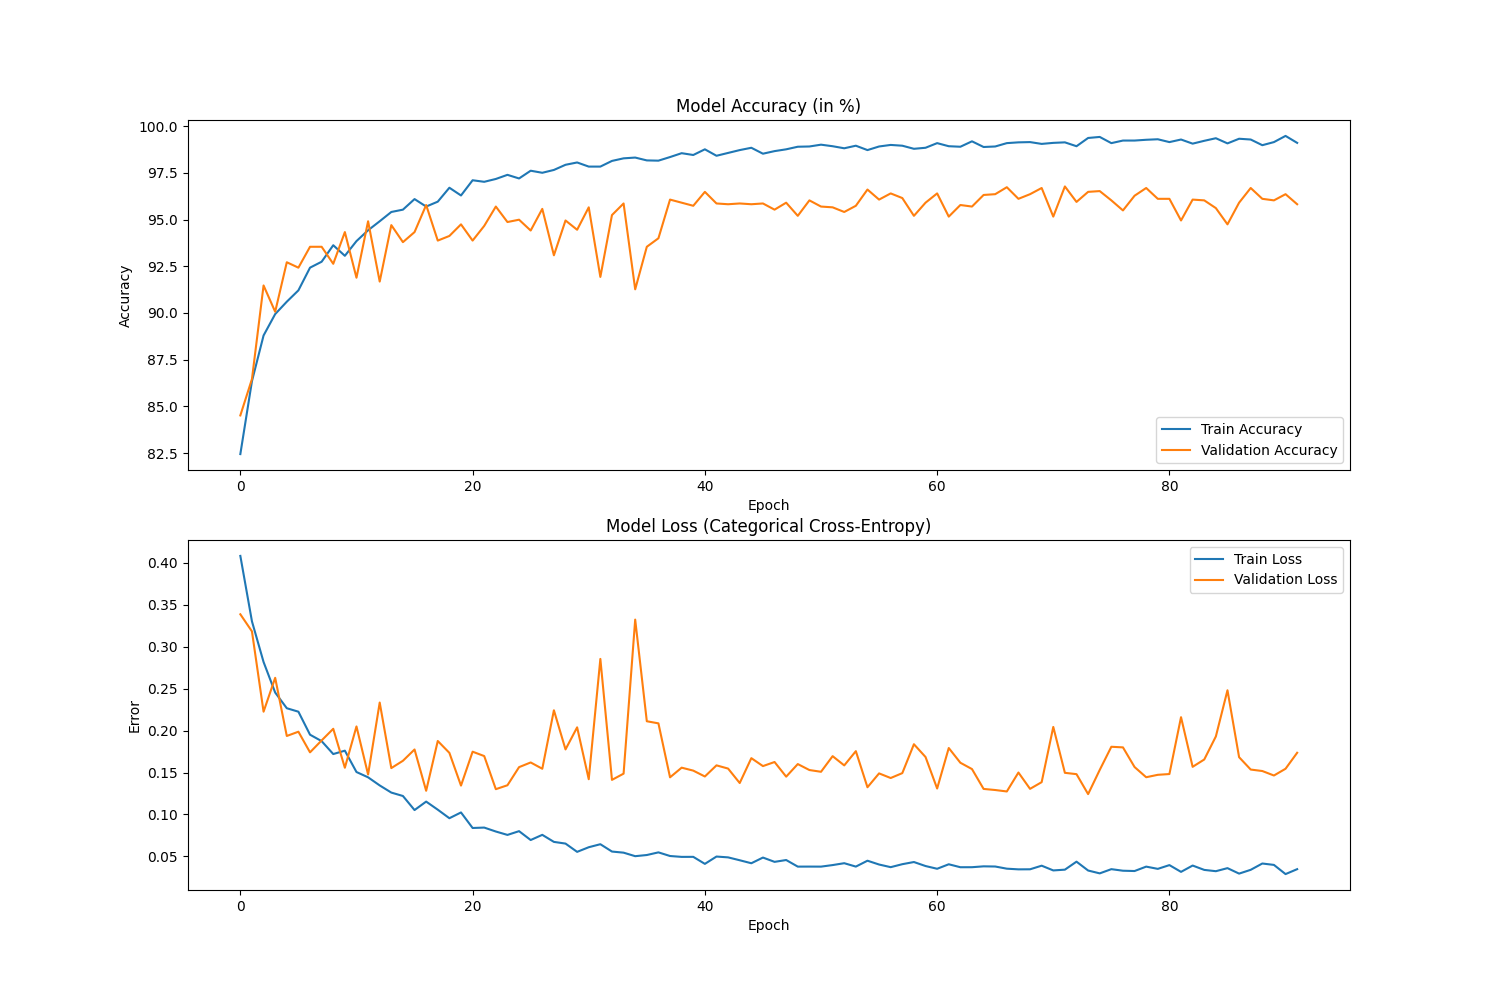 Model Accuracy (in %)
100.0
97.5
95.0
92.5
90.0
87.5
85.0
82.5
Accuracy
Train Accuracy
Validation Accuracy
0 20 40 60 80
Epoch
Model Loss (Categorical Cross-Entropy)
0.40
0.35
0.30
0.25
0.20
0.15
0.10
0.05
Error
Train Loss
Validation Loss
0 20 40 60 80
Epoch